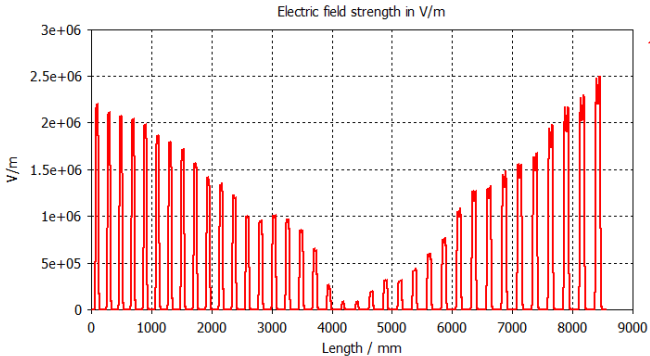 Electric field strength in V/m
3e+06
2.5e+06
2e+06
1.5e+06
1e+06
5e+05
0
V/m
0 1000 2000 3000 4000 5000 6000 7000 8000 9000
Length / mm